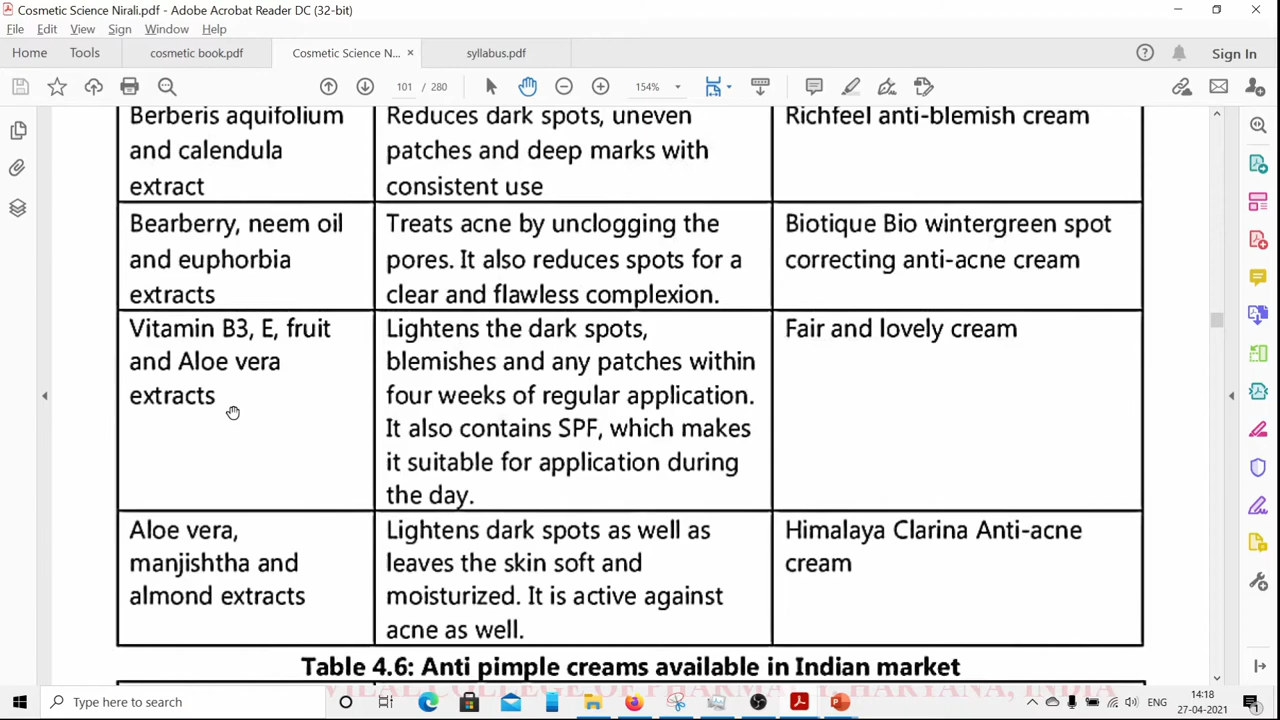 Cosmetic Science Nirali.pdf - Adobe Acrobat Reader DC (32-bit)
File Edit View Sign Window Help
Home Tools cosmetic book.pdf Cosmetic Science N... × syllabus.pdf Sign In
101 / 280 154%
Berberis aquifolium
and calendula
extract
Reduces dark spots, uneven
patches and deep marks with
consistent use
Richfeel anti-blemish cream
Bearberry, neem oil
and euphorbia
extracts
Treats acne by unclogging the
pores. It also reduces spots for a
clear and flawless complexion.
Biotique Bio wintergreen spot
correcting anti-acne cream
Vitamin B3, E, fruit
and Aloe vera
extracts
Lightens the dark spots,
blemishes and any patches within
four weeks of regular application.
It also contains SPF, which makes
it suitable for application during
the day.
Fair and lovely cream
Aloe vera,
manjishtha and
almond extracts
Lightens dark spots as well as
leaves the skin soft and
moisturized. It is active against
acne as well.
Himalaya Clarina Anti-acne
cream
Table 4.6: Anti pimple creams available in Indian market
Type here to search
ENG
14:18
27-04-2021